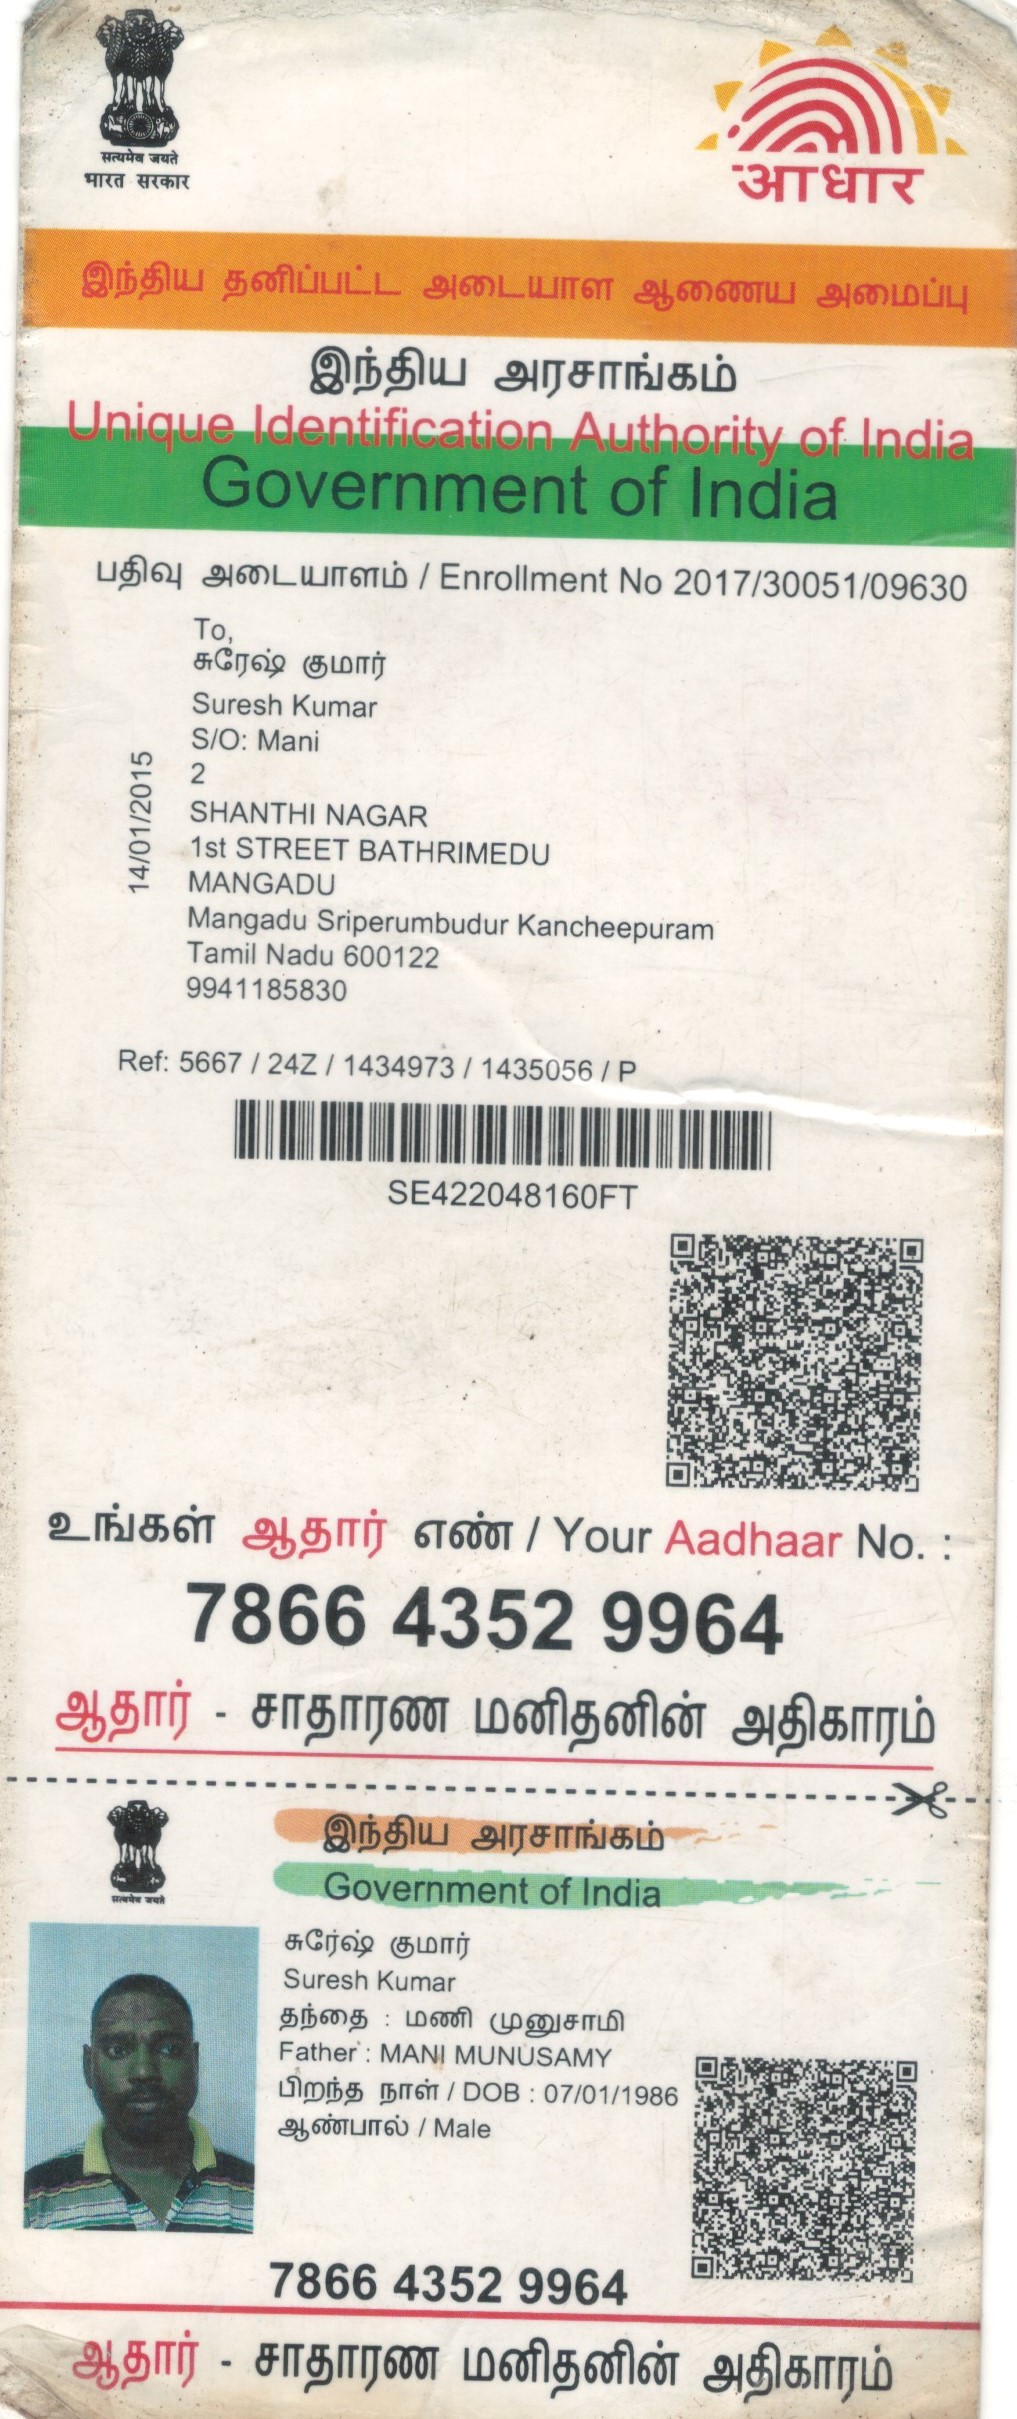 सत्यमेव जयते
भारत सरकार
आधार
இந்திய தனிப்பட்ட அடையாள ஆணைய அமைப்பு
இந்திய அரசாங்கம்
Unique Identification Authority of India
Government of India
பதிவு அடையாளம் / Enrollment No 2017/30051/09630
To,
சுரேஷ் குமார்
Suresh Kumar
S/O: Mani
2
SHANTHI NAGAR
1st STREET BATHRIMEDU
MANGADU
Mangadu Sriperumbudur Kancheepuram
Tamil Nadu 600122
9941185830
14/01/2015
Ref: 5667 / 24Z / 1434973 / 1435056 / P
SE422048160FT
உங்கள் ஆதார் எண் / Your Aadhaar No. :
7866 4352 9964
ஆதார் - சாதாரண மனிதனின் அதிகாரம்
सत्यमेव जयते
இந்திய அரசாங்கம்
Government of India
சுரேஷ் குமார்
Suresh Kumar
தந்தை : மணி முனுசாமி
Father : MANI MUNUSAMY
பிறந்த நாள் / DOB : 07/01/1986
ஆண்பால் / Male
7866 4352 9964
ஆதார் - சாதாரண மனிதனின் அதிகாரம்